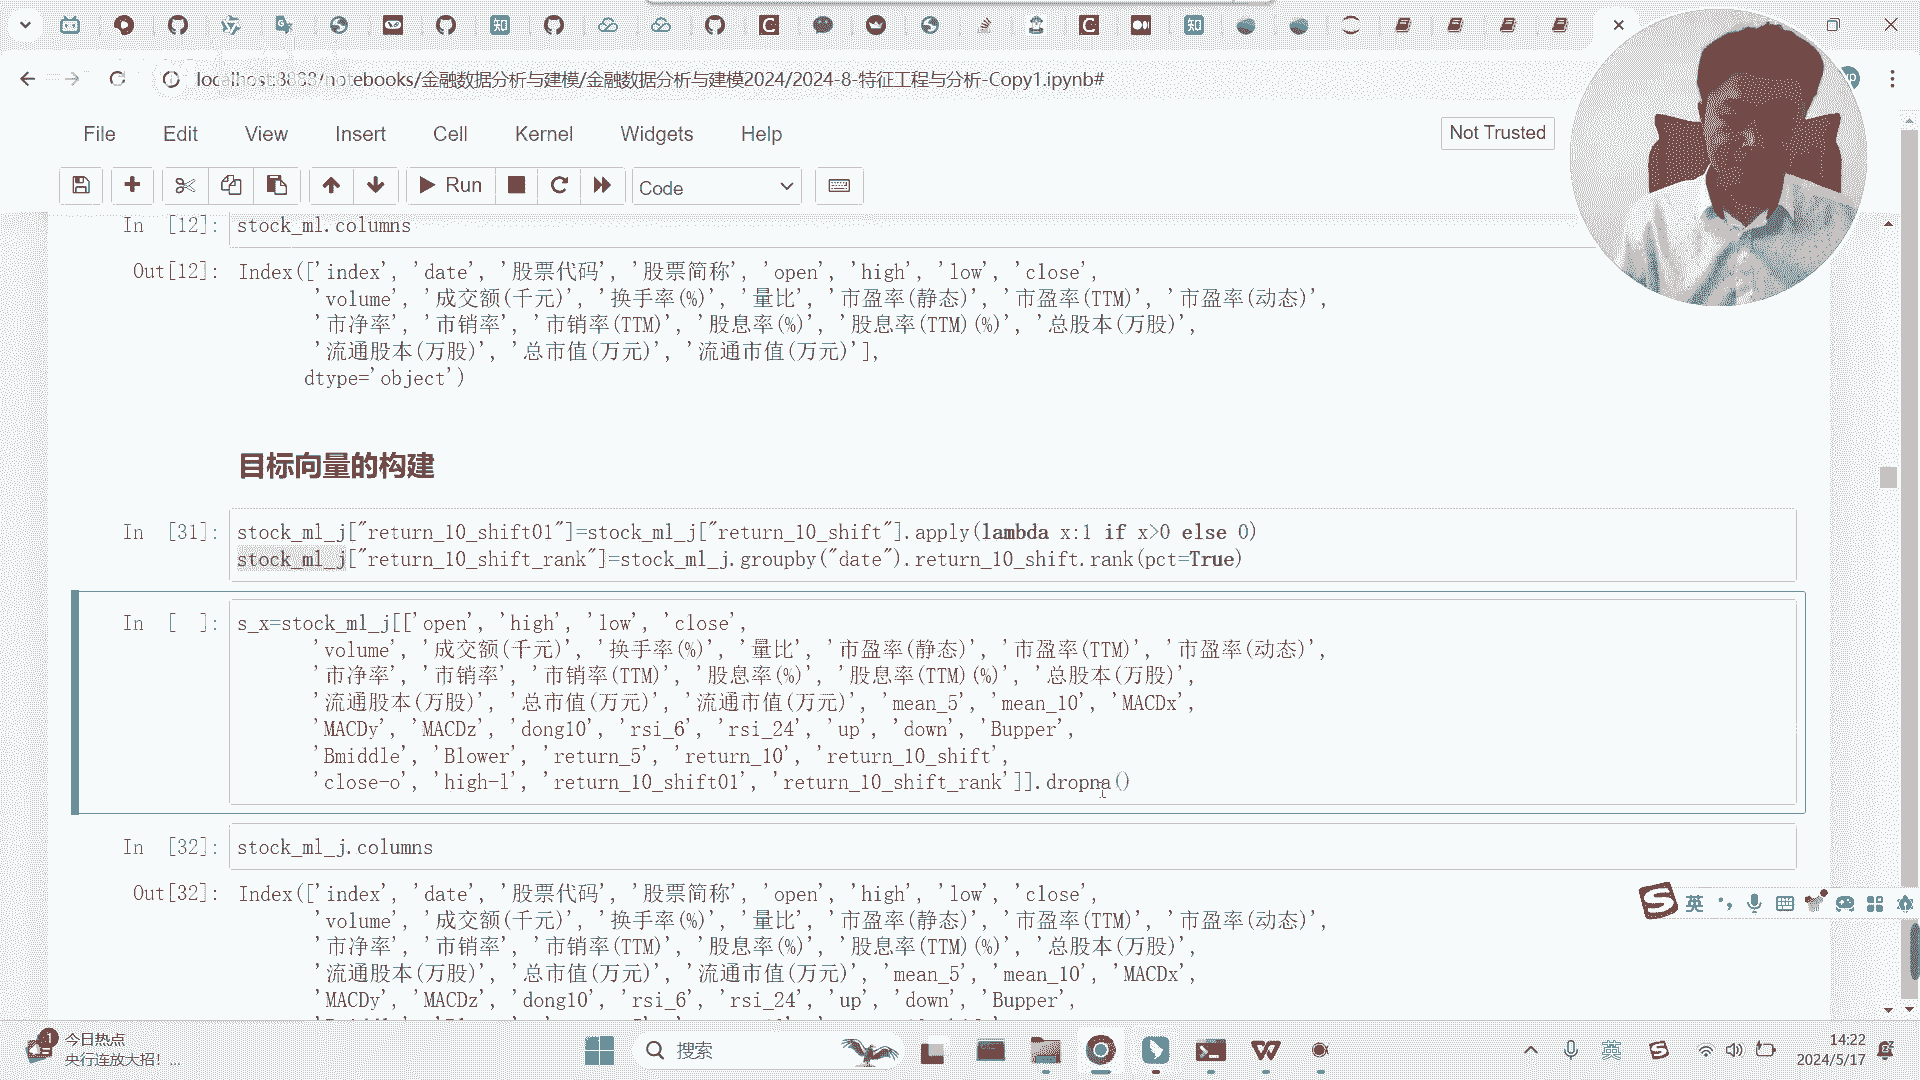 localhost:8888/notebooks/金融数据分析与建模/金融数据分析与建模2024/2024-8-特征工程与分析-Copy1.ipynb#
File Edit View Insert Cell Kernel Widgets Help
Not Trusted
Run
Code
In [12]: stock_ml.columns
Out[12]: Index(['index', 'date', '股票代码', '股票简称', 'open', 'high', 'low', 'close',
'volume', '成交额(千元)', '换手率(%)', '量比', '市盈率(静态)', '市盈率(TTM)', '市盈率(动态)',
'市净率', '市销率', '市销率(TTM)', '股息率(%)', '股息率(TTM)(%)', '总股本(万股)',
'流通股本(万股)', '总市值(万元)', '流通市值(万元)'],
dtype='object')
目标向量的构建
In [31]: stock_ml_j["return_10_shift01"]=stock_ml_j["return_10_shift"].apply(lambda x:1 if x>0 else 0)
stock_ml_j["return_10_shift_rank"]=stock_ml_j.groupby("date").return_10_shift.rank(pct=True)
In [ ]: s_x=stock_ml_j[['open', 'high', 'low', 'close',
'volume', '成交额(千元)', '换手率(%)', '量比', '市盈率(静态)', '市盈率(TTM)', '市盈率(动态)',
'市净率', '市销率', '市销率(TTM)', '股息率(%)', '股息率(TTM)(%)', '总股本(万股)',
'流通股本(万股)', '总市值(万元)', '流通市值(万元)', 'mean_5', 'mean_10', 'MACDx',
'MACDy', 'MACDz', 'dong10', 'rsi_6', 'rsi_24', 'up', 'down', 'Bupper',
'Bmiddle', 'Blower', 'return_5', 'return_10', 'return_10_shift',
'close-o', 'high-l', 'return_10_shift01', 'return_10_shift_rank']].dropna()
In [32]: stock_ml_j.columns
Out[32]: Index(['index', 'date', '股票代码', '股票简称', 'open', 'high', 'low', 'close',
'volume', '成交额(千元)', '换手率(%)', '量比', '市盈率(静态)', '市盈率(TTM)', '市盈率(动态)',
'市净率', '市销率', '市销率(TTM)', '股息率(%)', '股息率(TTM)(%)', '总股本(万股)',
'流通股本(万股)', '总市值(万元)', '流通市值(万元)', 'mean_5', 'mean_10', 'MACDx',
'MACDy', 'MACDz', 'dong10', 'rsi_6', 'rsi_24', 'up', 'down', 'Bupper',
英
今日热点
央行连放大招！...
搜索
英
14:22
2024/5/17